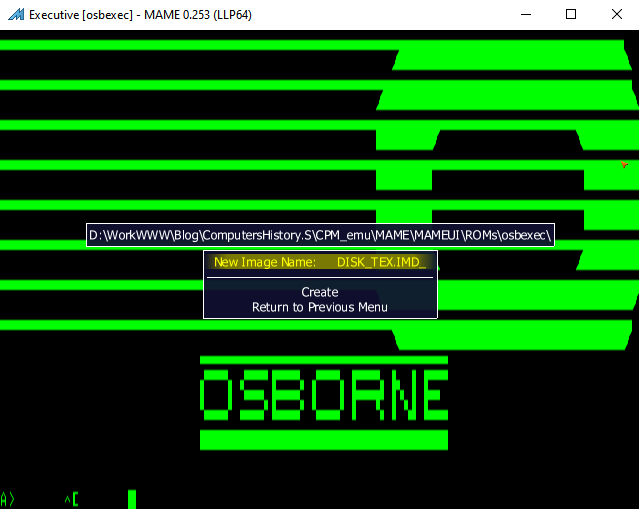 Executive [osbexec] - MAME 0.253 (LLP64)
D:\WorkWWW\Blog\ComputersHistory.S\CPM_emu\MAME\MAMEUI\ROMs\osbexec\
New Image Name: DISK_TEX.IMD_
Create
Return to Previous Menu
OSBORNE
A> ^[